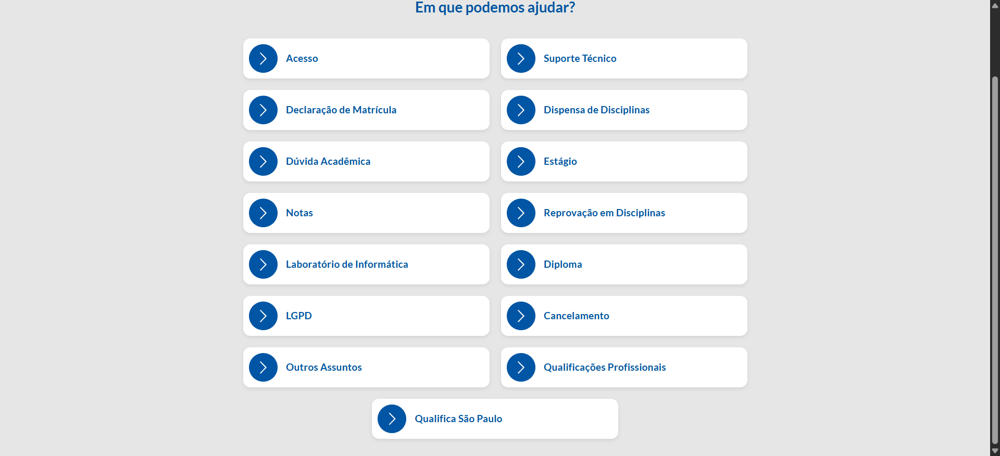 Em que podemos ajudar?
Acesso
Suporte Técnico
Declaração de Matrícula
Dispensa de Disciplinas
Dúvida Acadêmica
Estágio
Notas
Reprovação em Disciplinas
Laboratório de Informática
Diploma
LGPD
Cancelamento
Outros Assuntos
Qualificações Profissionais
Qualifica São Paulo